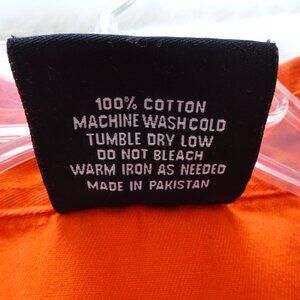 100% COTTON
MACHINE WASH COLD
TUMBLE DRY LOW
DO NOT BLEACH
WARM IRON AS NEEDED
MADE IN PAKISTAN